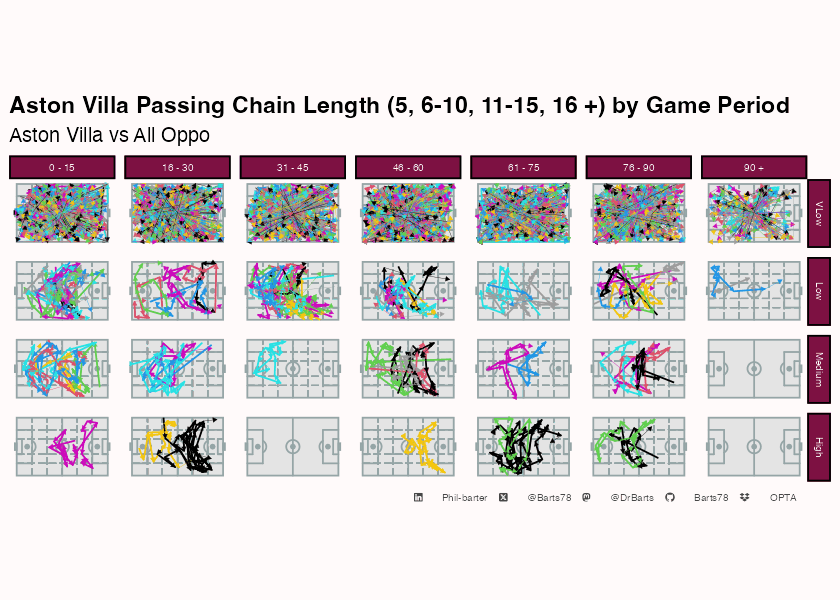 Aston Villa Passing Chain Length (5, 6-10, 11-15, 16 +) by Game Period
Aston Villa vs All Oppo
0 - 15 16 - 30 31 - 45 46 - 60 61 - 75 76 - 90 90 +
VLow
Low
Medium
High
Phil-barter @Barts78 @DrBarts Barts78 OPTA